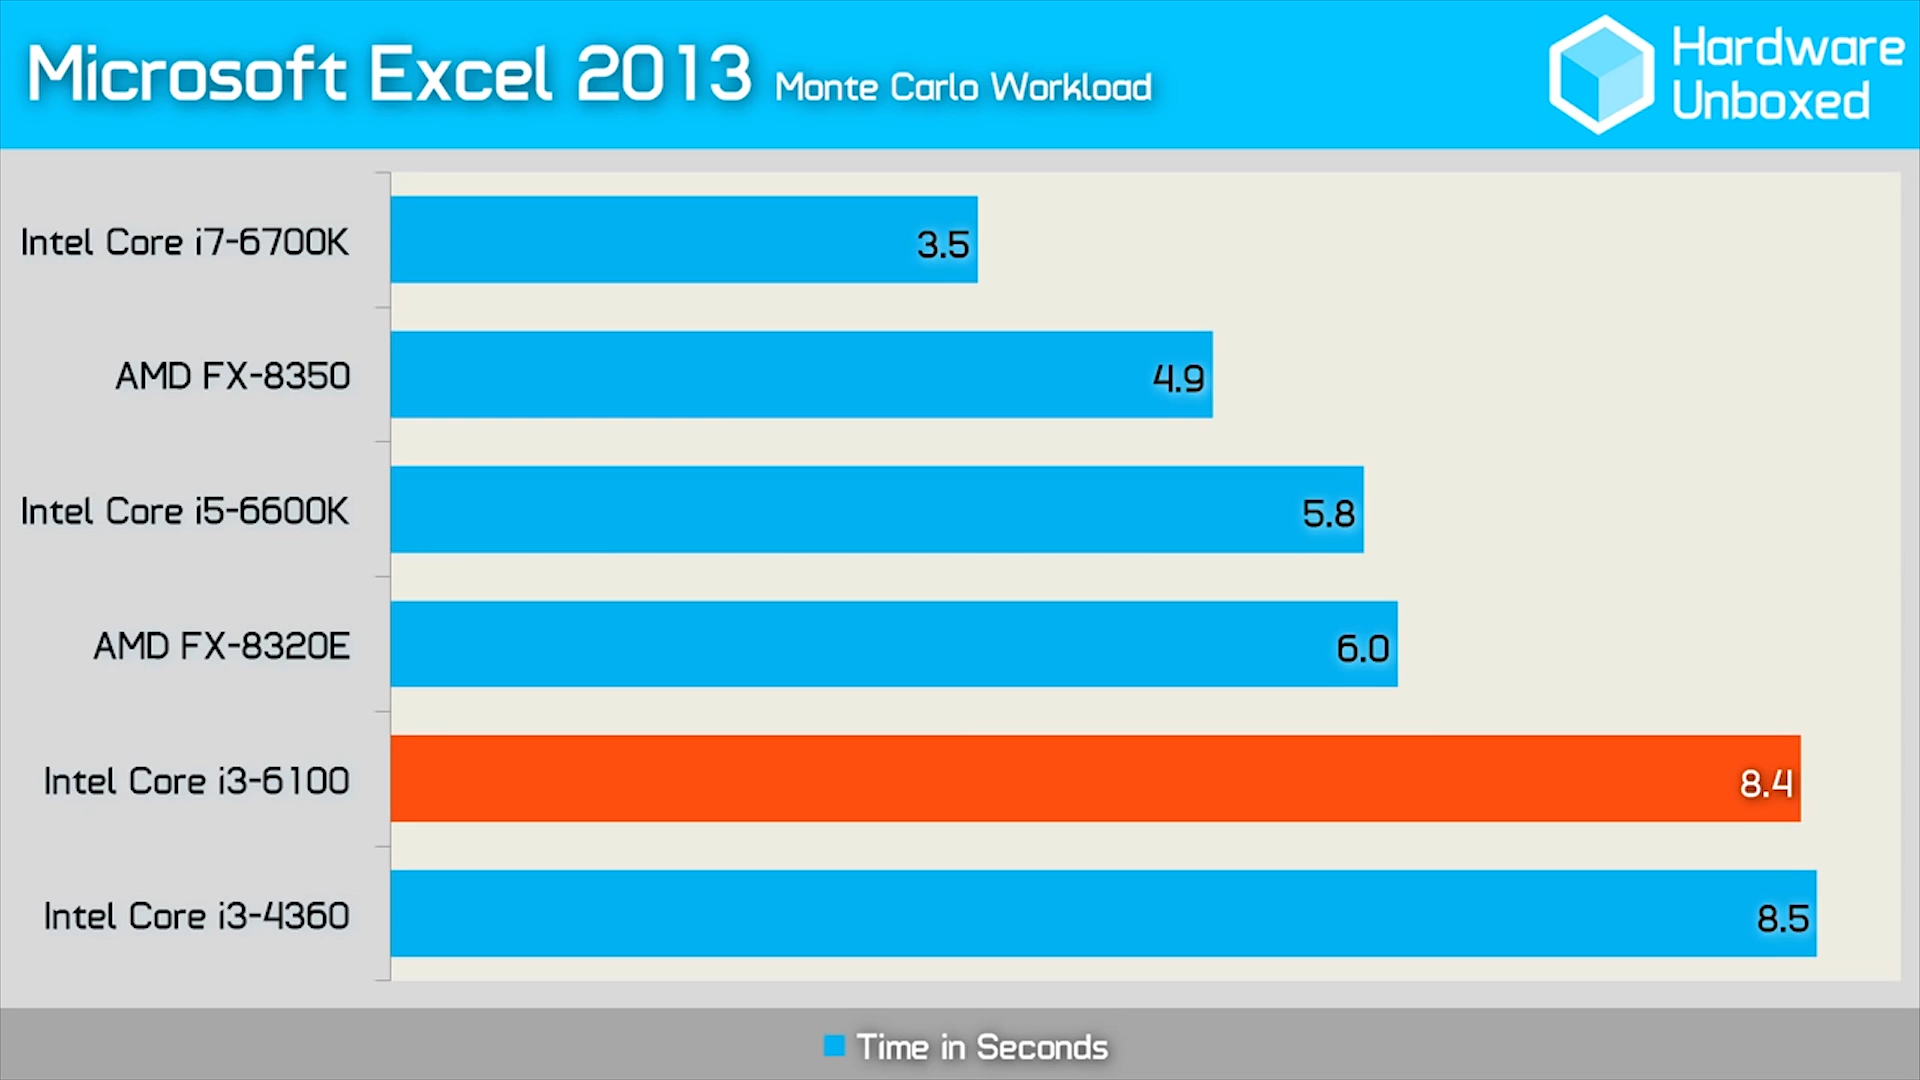 Microsoft Excel 2013 Monte Carlo Workload
Hardware
Unboxed
Intel Core i7-6700K
3.5
AMD FX-8350
4.9
Intel Core i5-6600K
5.8
AMD FX-8320E
6.0
Intel Core i3-6100
8.4
Intel Core i3-4360
8.5
Time in Seconds